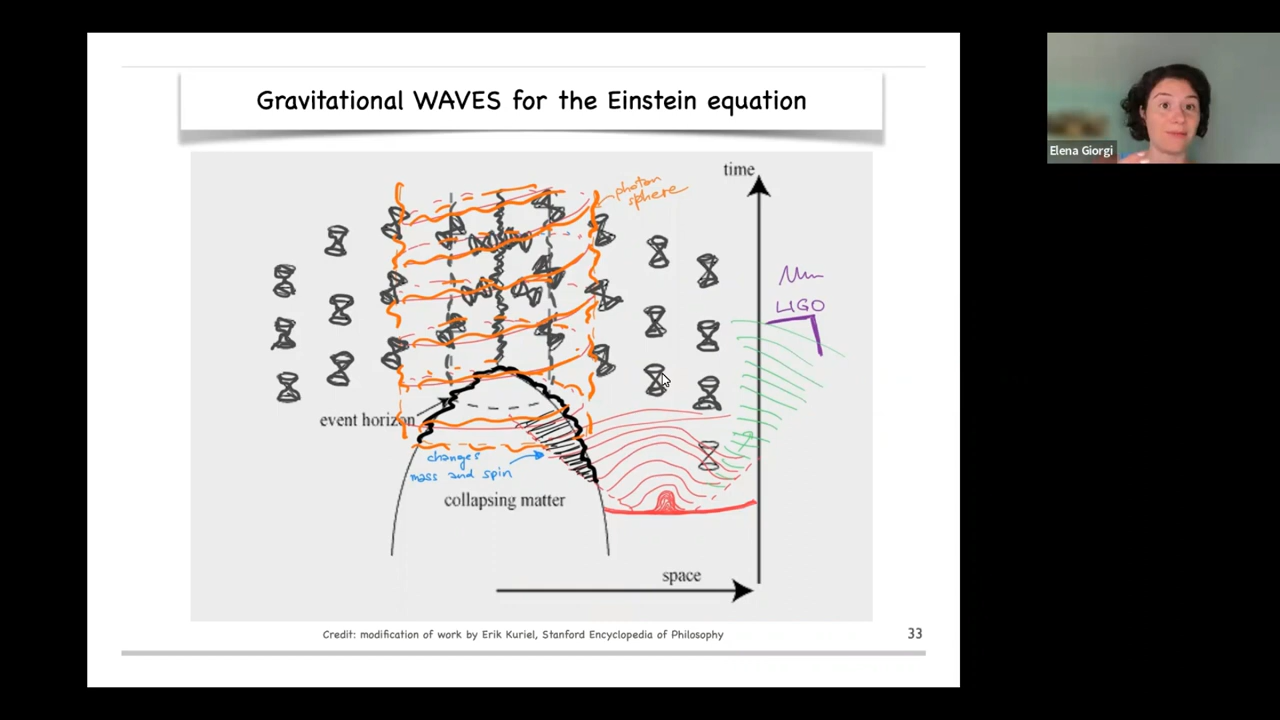 Gravitational WAVES for the Einstein equation
Elena Giorgi
time
photon
sphere
LIGO
event horizon
changes
mass and spin
collapsing matter
space
Credit: modification of work by Erik Kuriel, Stanford Encyclopedia of Philosophy
33